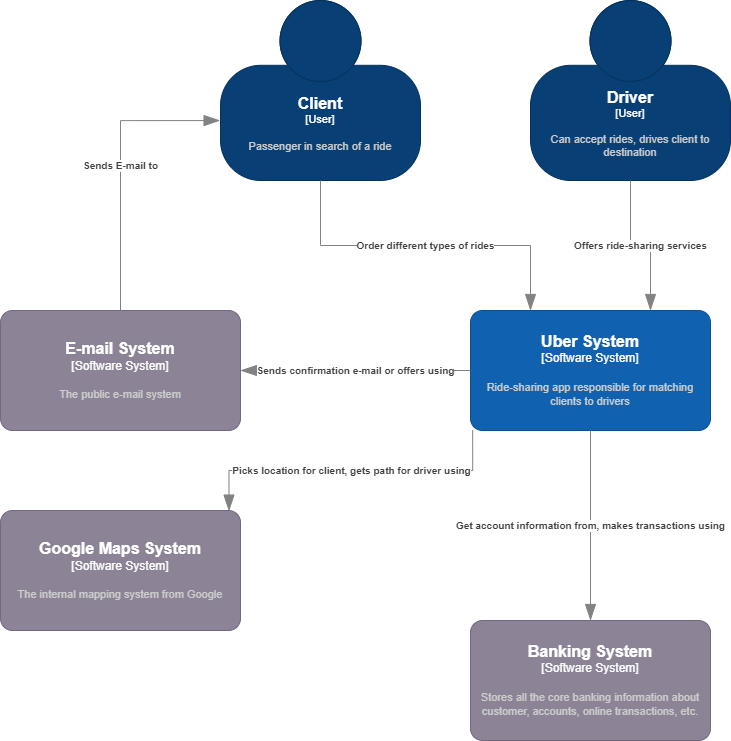 Client
[User]
Passenger in search of a ride
Driver
[User]
Can accept rides, drives client to
destination
Sends E-mail to
Order different types of rides
Offers ride-sharing services
E-mail System
[Software System]
The public e-mail system
Sends confirmation e-mail or offers using
Uber System
[Software System]
Ride-sharing app responsible for matching
clients to drivers
Picks location for client, gets path for driver using
Google Maps System
[Software System]
The internal mapping system from Google
Get account information from, makes transactions using
Banking System
[Software System]
Stores all the core banking information about
customer, accounts, online transactions, etc.